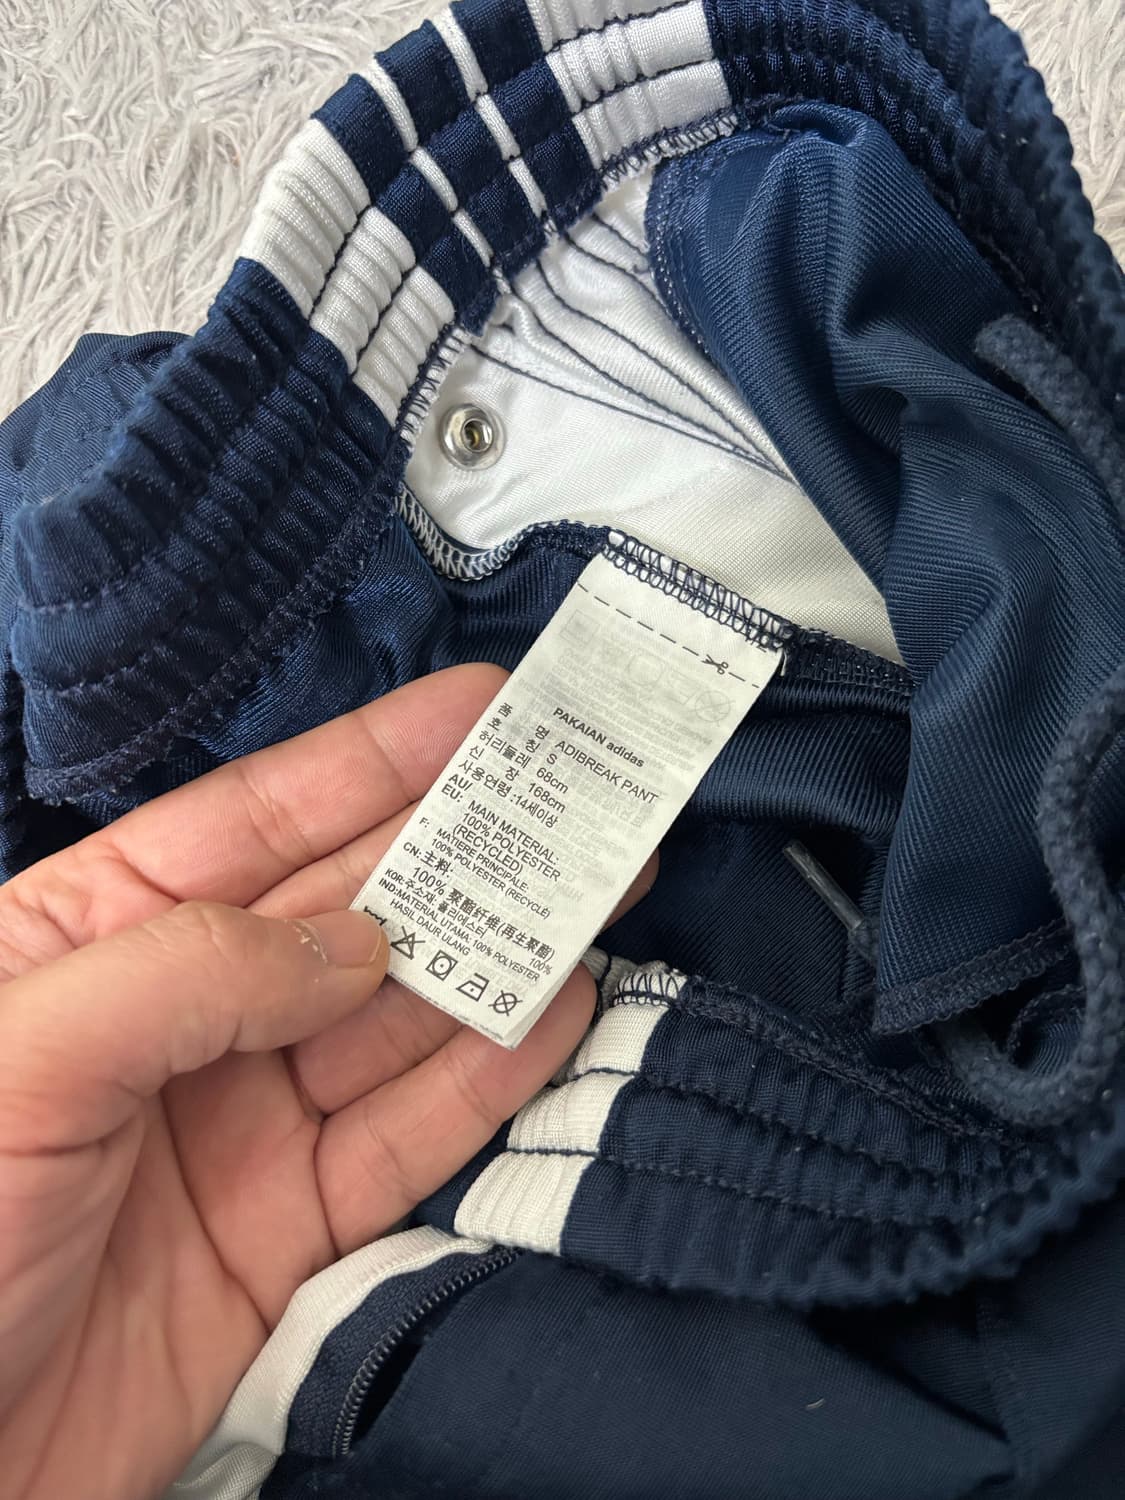 PAKAIAN adidas
품 명 ADIBREAK PANT
호 칭 S
허리둘레 68cm
신 장 168cm
사용연령 :14세이상
AU/
EU: MAIN MATERIAL:
100% POLYESTER
(RECYCLED)
F: MATIERE PRINCIPALE:
100% POLYESTER (RECYCLÉ)
CN: 主料:
100% 聚酯纤维(再生聚酯)
KOR: 주소재: 폴리에스터 100%
IND: MATERIAL UTAMA: 100% POLYESTER
HASIL DAUR ULANG